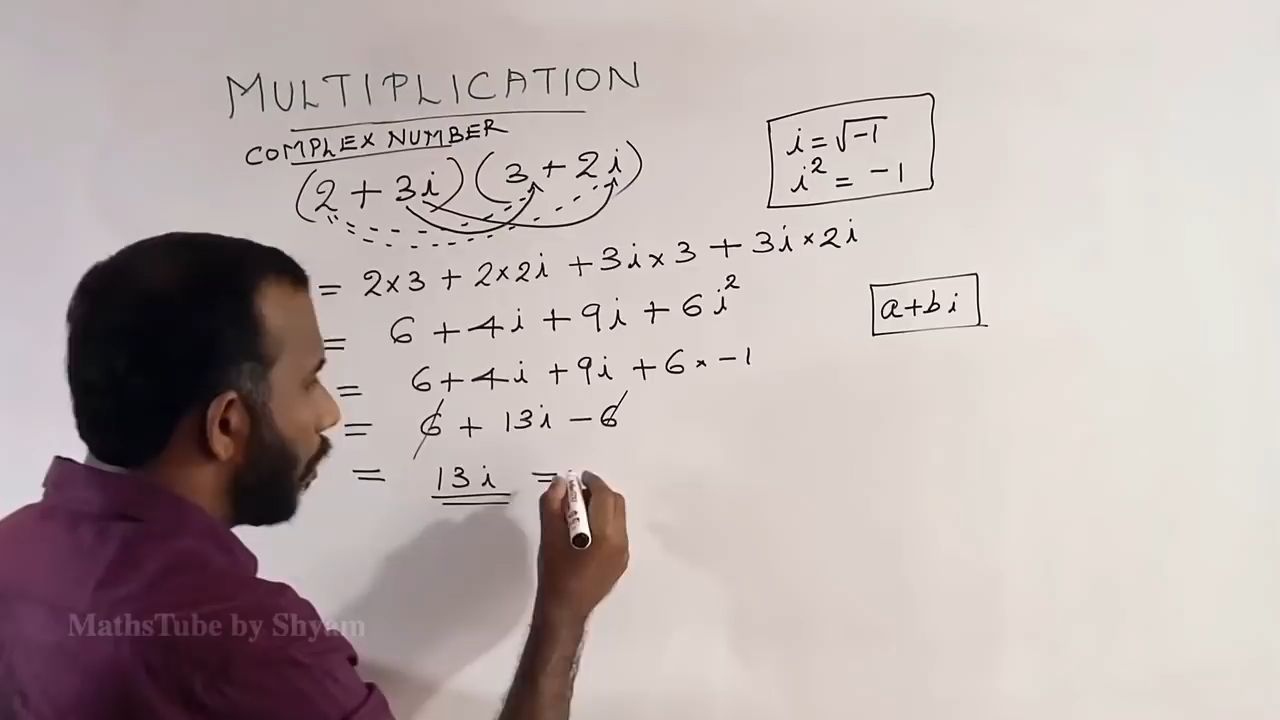 MULTIPLICATION
COMPLEX NUMBER
(2 + 3i) (3 + 2i)
i = √-1
i² = -1
= 2×3 + 2×2i + 3i×3 + 3i×2i
= 6 + 4i + 9i + 6i²
a+bi
= 6 + 4i + 9i + 6 × -1
= 6 + 13i - 6
= 13i =
MathsTube by Shyam